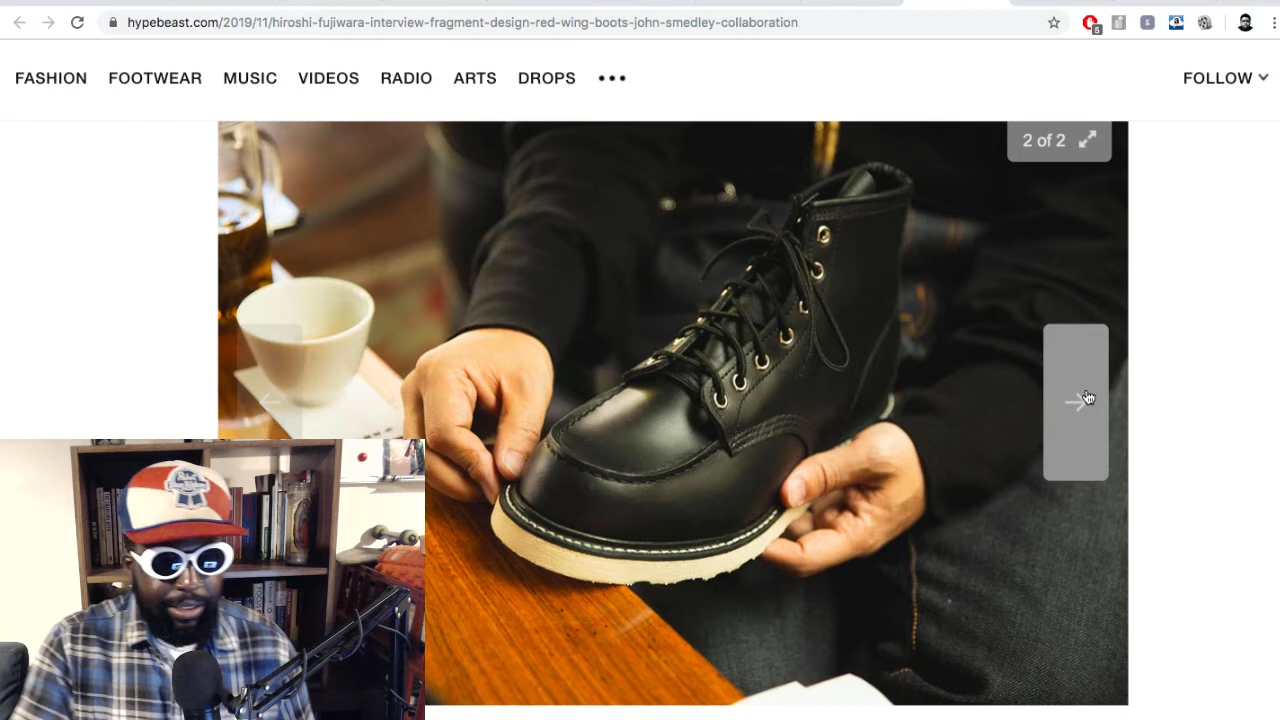 hypebeast.com/2019/11/hiroshi-fujiwara-interview-fragment-design-red-wing-boots-john-smedley-collaboration
5
FASHION FOOTWEAR MUSIC VIDEOS RADIO ARTS DROPS ••• FOLLOW
2 of 2